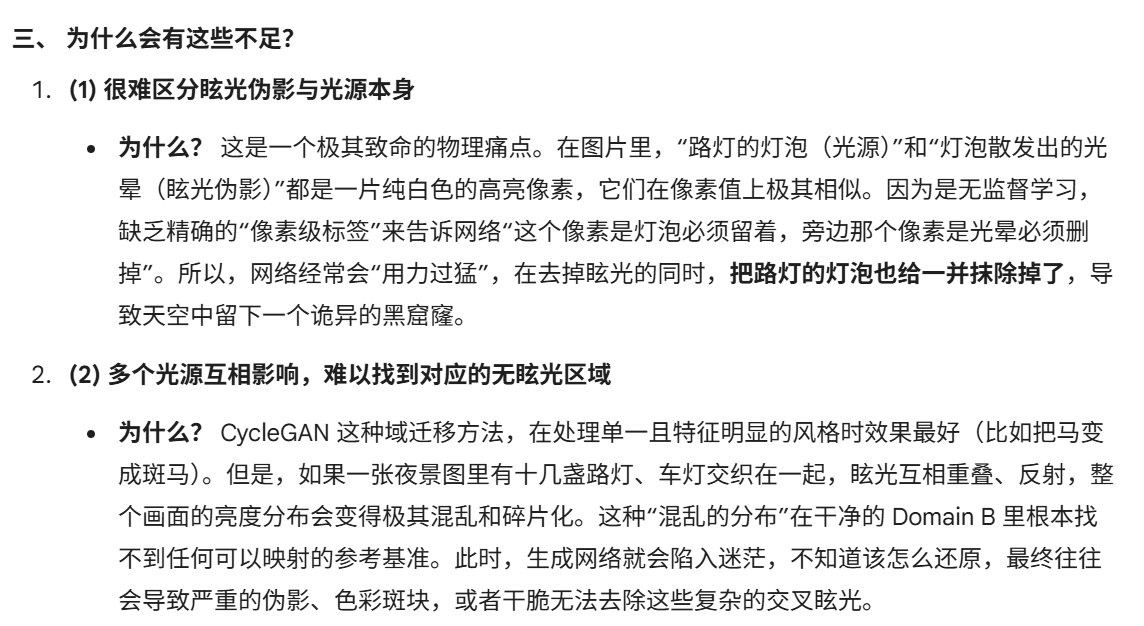 三、 为什么会有这些不足？
1. (1) 很难区分眩光伪影与光源本身
• 为什么？ 这是一个极其致命的物理痛点。在图片里，“路灯的灯泡（光源）”和“灯泡散发出的光
晕（眩光伪影）”都是一片纯白色的高亮像素，它们在像素值上极其相似。因为是无监督学习，
缺乏精确的“像素级标签”来告诉网络“这个像素是灯泡必须留着，旁边那个像素是光晕必须删
掉”。所以，网络经常会“用力过猛”，在去掉眩光的同时，把路灯的灯泡也给一并抹除掉了，导
致天空中留下一个诡异的黑窟窿。
2. (2) 多个光源互相影响，难以找到对应的无眩光区域
• 为什么？ CycleGAN 这种域迁移方法，在处理单一且特征明显的风格时效果最好（比如把马变
成斑马）。但是，如果一张夜景图里有十几盏路灯、车灯交织在一起，眩光互相重叠、反射，整
个画面的亮度分布会变得极其混乱和碎片化。这种“混乱的分布”在干净的 Domain B 里根本找
不到任何可以映射的参考基准。此时，生成网络就会陷入迷茫，不知道该怎么还原，最终往往
会导致严重的伪影、色彩斑块，或者干脆无法去除这些复杂的交叉眩光。